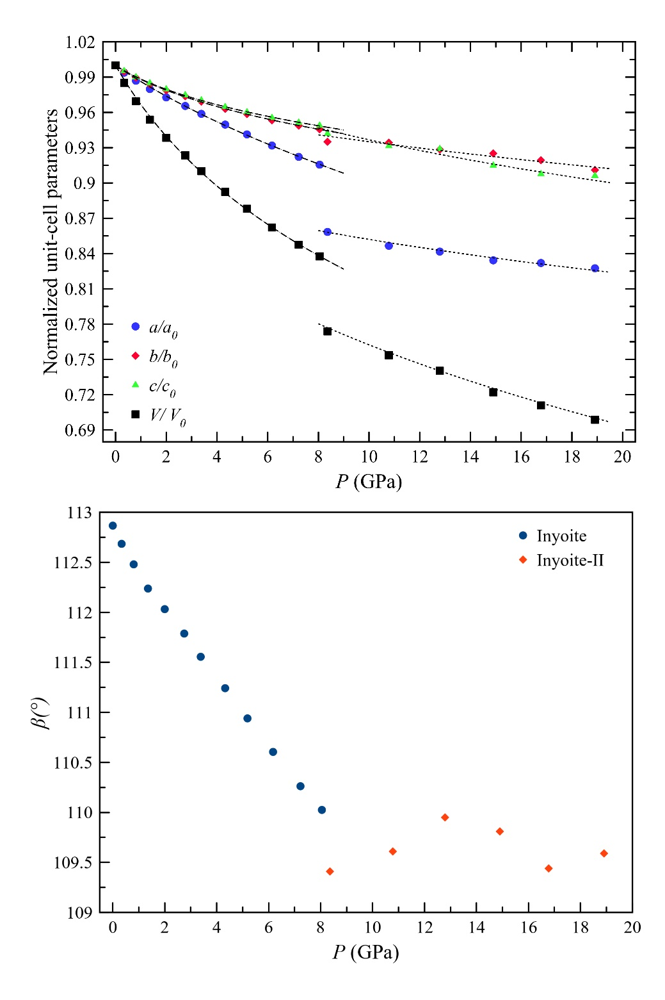 1.02
0.99
0.96
0.93
0.9
0.87
0.84
0.81
0.78
0.75
0.72
0.69
Normalized unit-cell parameters
a/a0
b/b0
c/c0
V/ V0
0 2 4 6 8 10 12 14 16 18 20
P (GPa)
113
112.5
112
111.5
111
110.5
110
109.5
109
β(°)
Inyoite
Inyoite-II
0 2 4 6 8 10 12 14 16 18 20
P (GPa)